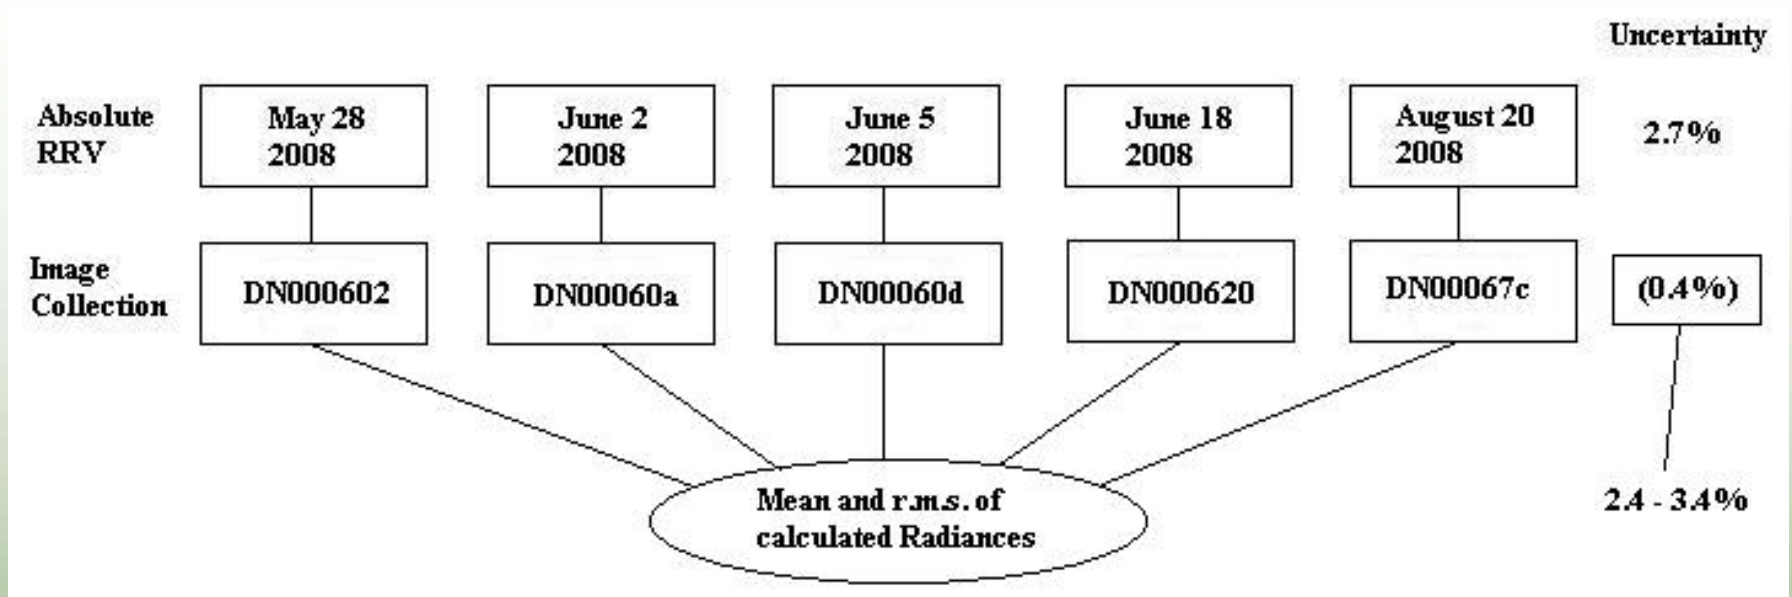 Uncertainty
Absolute
RRV
May 28
2008
June 2
2008
June 5
2008
June 18
2008
August 20
2008
2.7%
Image
Collection
DN000602
DN00060a
DN00060d
DN000620
DN00067c
(0.4%)
Mean and r.m.s. of
calculated Radiances
2.4 - 3.4%